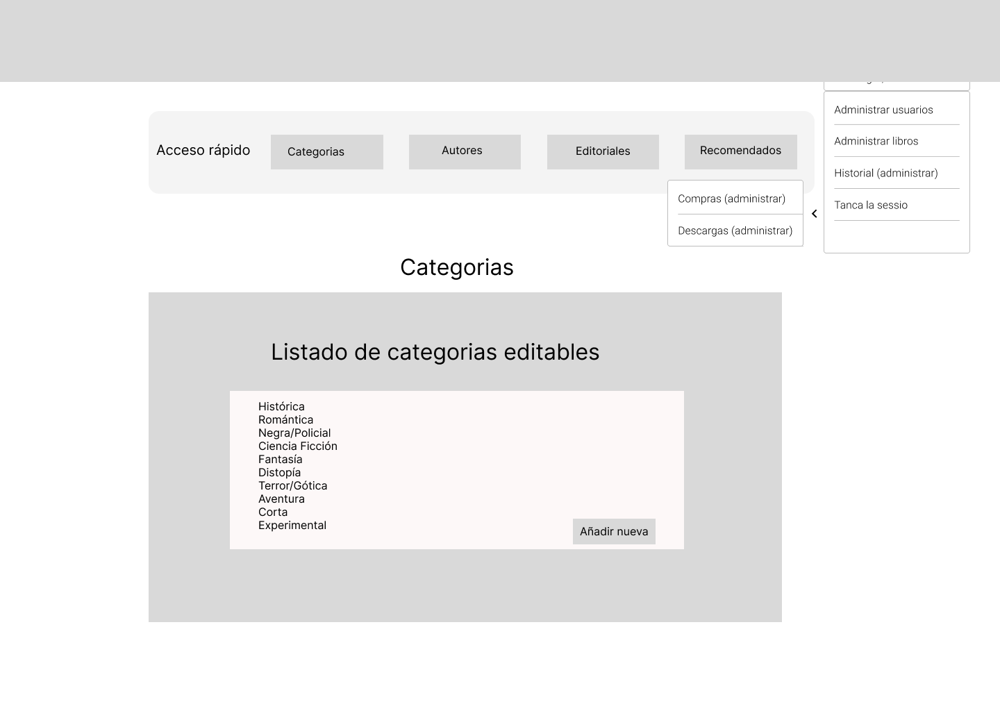 Acceso rápido
Categorias
Autores
Editoriales
Recomendados
Administrar usuarios
Administrar libros
Historial (administrar)
Tanca la sessio
Compras (administrar)
Descargas (administrar)
Categorias
Listado de categorias editables
Histórica
Romántica
Negra/Policial
Ciencia Ficción
Fantasía
Distopía
Terror/Gótica
Aventura
Corta
Experimental
Añadir nueva